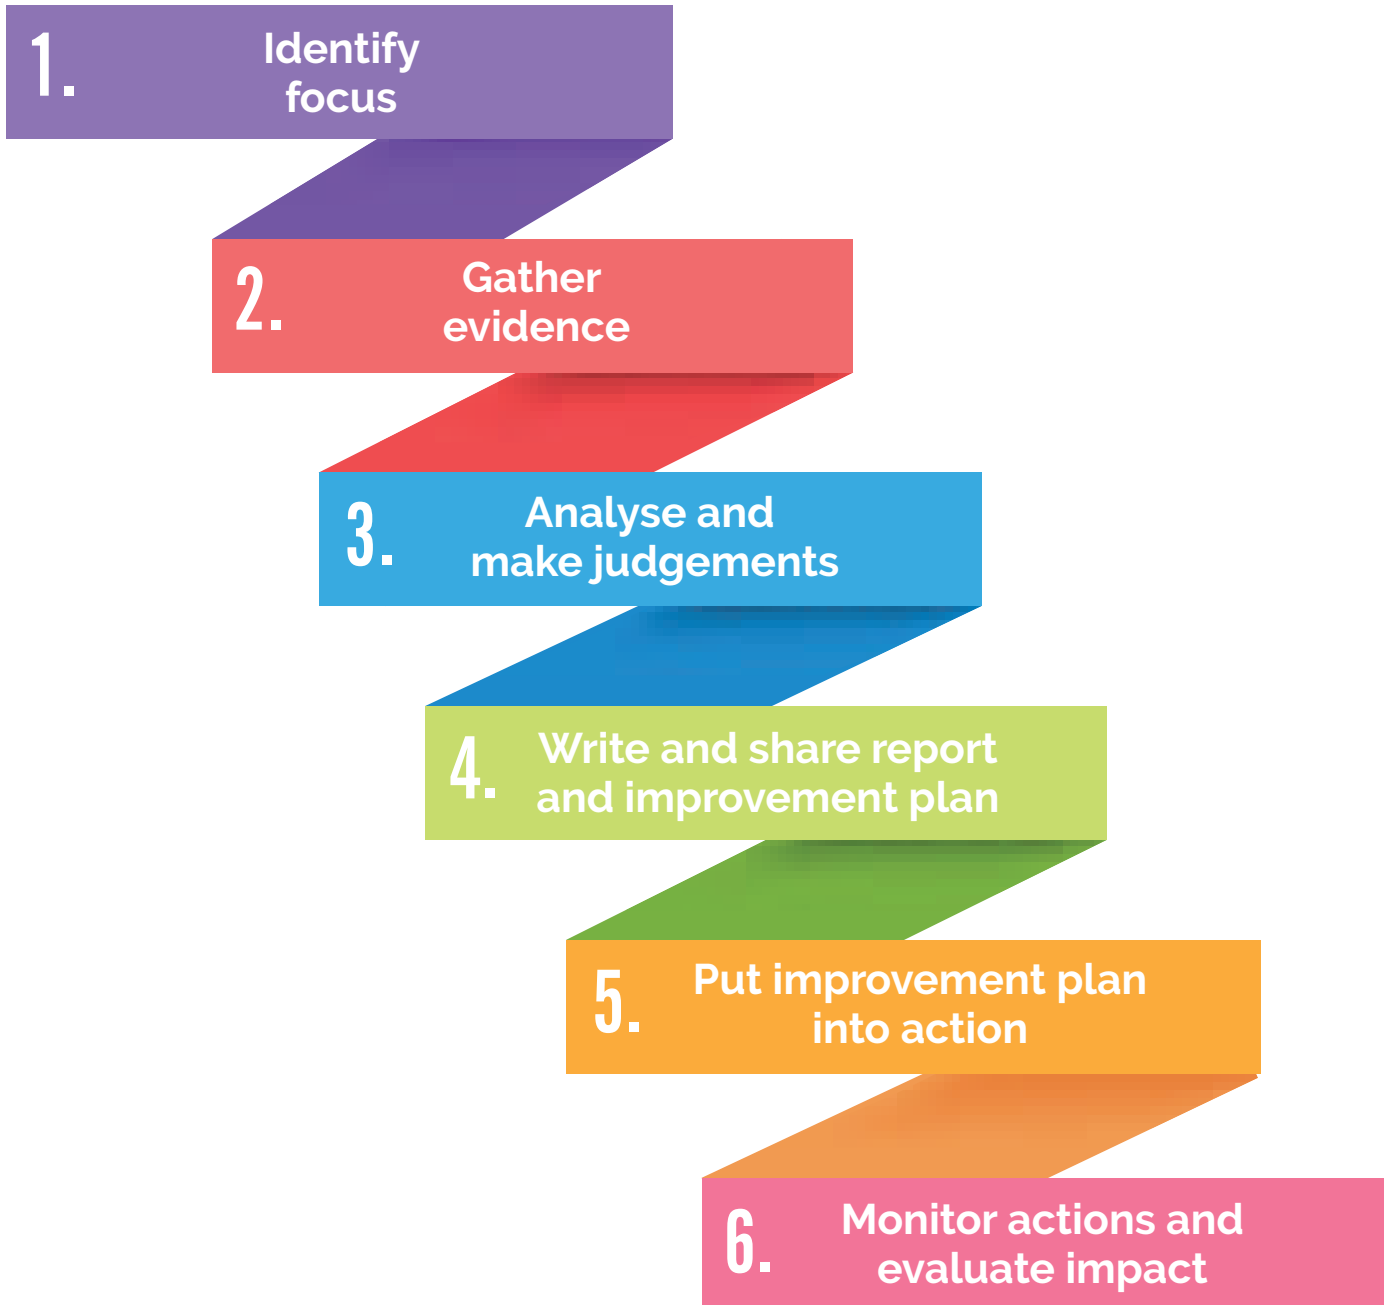 1.
Identify
focus
2.
Gather
evidence
3.
Analyse and
make judgements
4.
Write and share report
and improvement plan
5.
Put improvement plan
into action
6.
Monitor actions and
evaluate impact